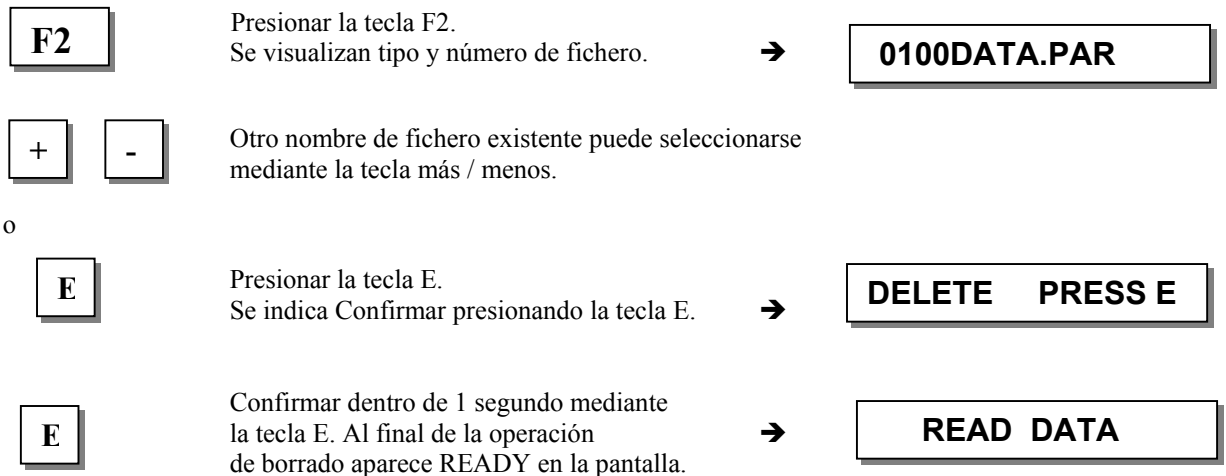 F2
Presionar la tecla F2.
Se visualizan tipo y número de fichero. ➔
0100DATA.PAR
+ -
Otro nombre de fichero existente puede seleccionarse
mediante la tecla más / menos.
o
E
Presionar la tecla E.
Se indica Confirmar presionando la tecla E. ➔
DELETE PRESS E
E
Confirmar dentro de 1 segundo mediante
la tecla E. Al final de la operación ➔
de borrado aparece READY en la pantalla.
READ DATA